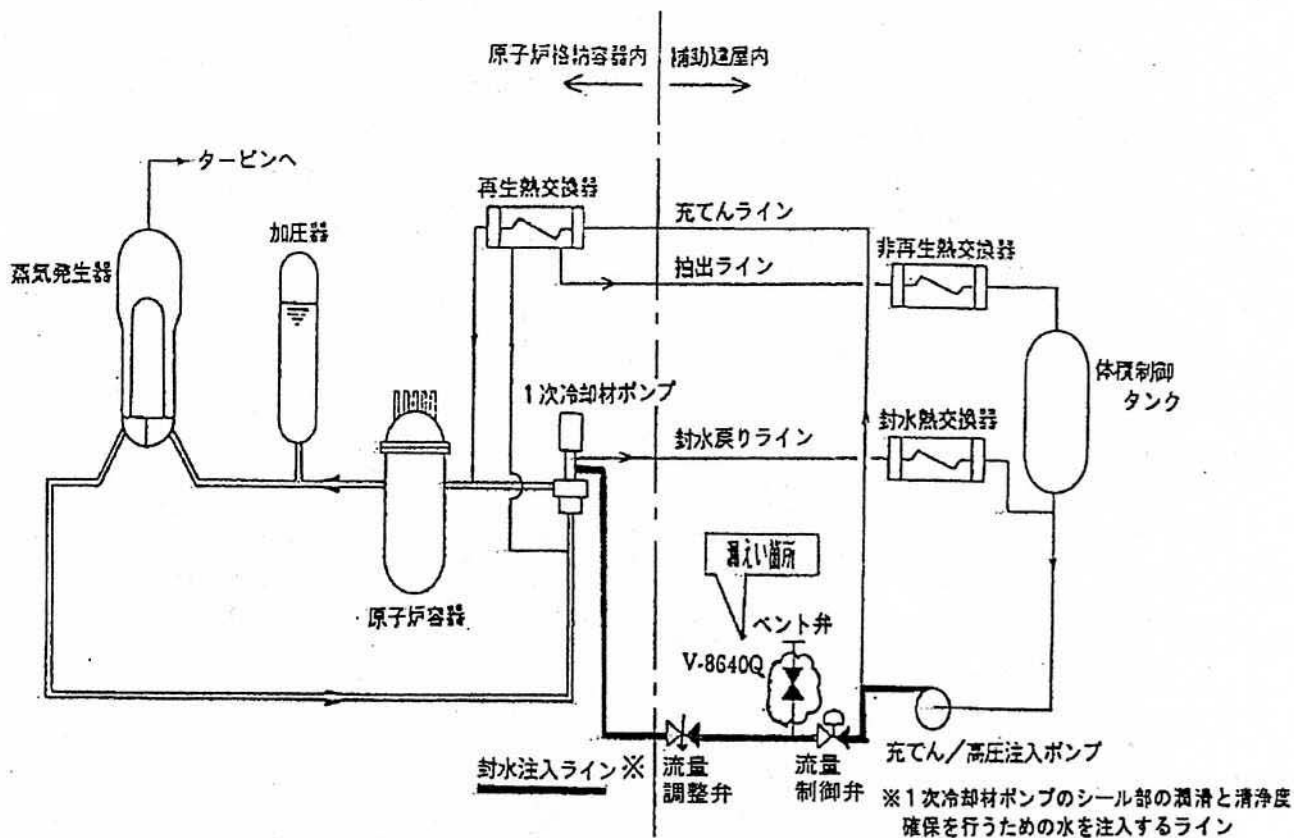 原子炉格納容器内
補助建屋内
タービンへ
再生熱交換器
充てんライン
加圧器
非再生熱交換器
蒸気発生器
抽出ライン
1次冷却材ポンプ
体積制御
タンク
封水戻りライン
封水熱交換器
漏えい箇所
原子炉容器
ベント弁
V-8640Q
充てん/高圧注入ポンプ
封水注入ライン※
流量
調整弁
流量
制御弁
※1次冷却材ポンプのシール部の潤滑と清浄度
確保を行うための水を注入するライン